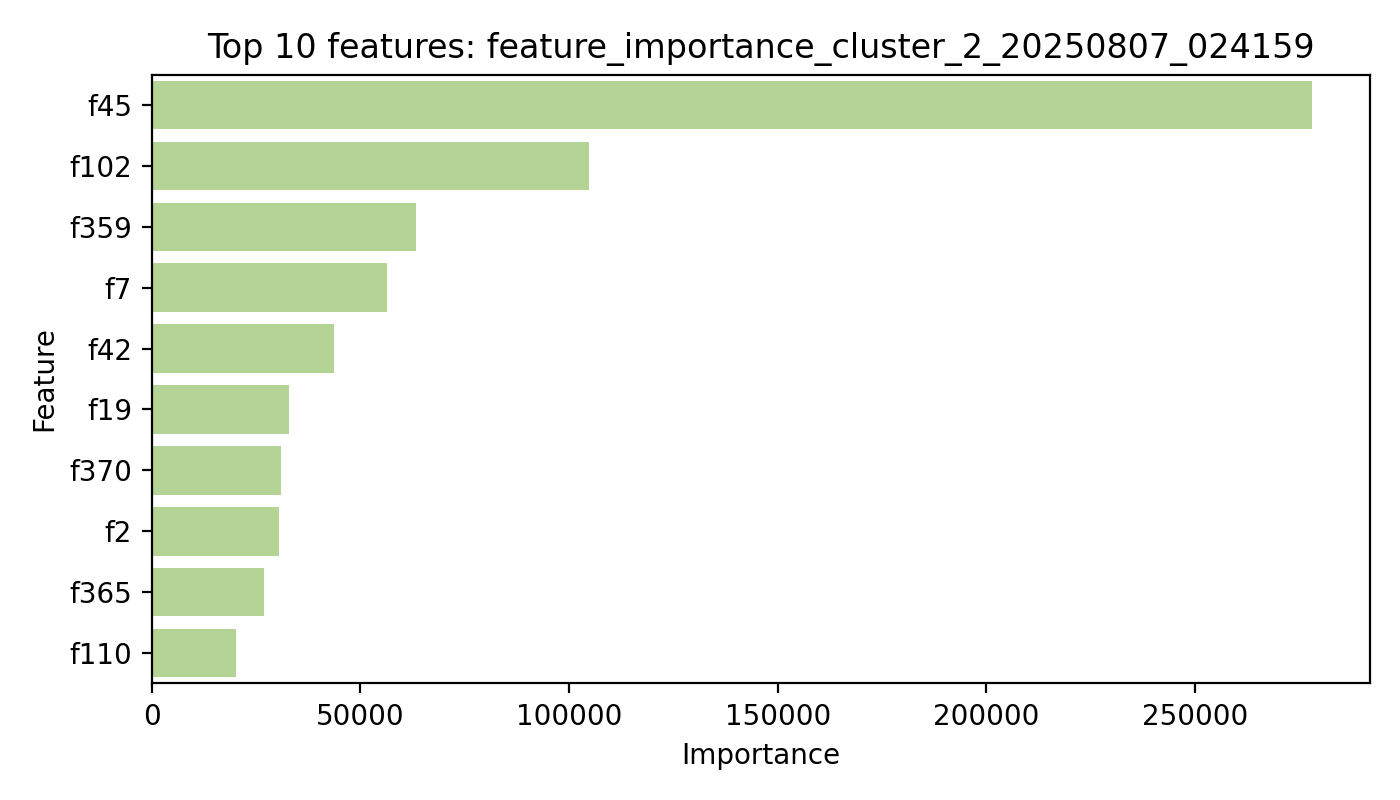 Top 10 features: feature_importance_cluster_2_20250807_024159
f45
f102
f359
f7
f42
f19
f370
f2
f365
f110
Feature
0 50000 100000 150000 200000 250000
Importance